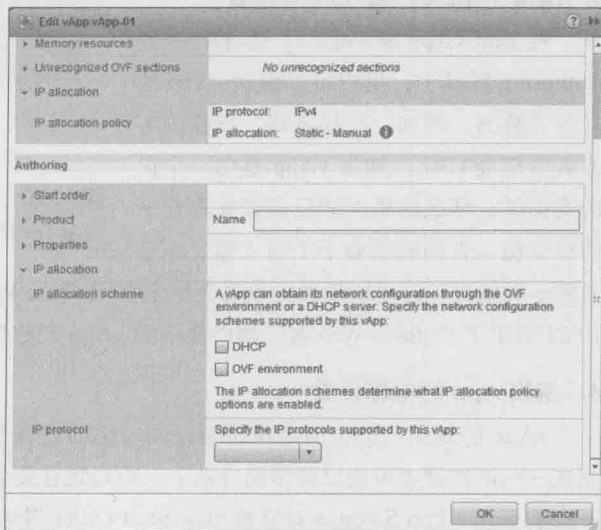 Edit vApp vApp-01
Memory resources
Unrecognized OVF sections No unrecognized sections
IP allocation
IP allocation policy
IP protocol: IPv4
IP allocation: Static - Manual
Authoring
Start order
Product Name
Properties
IP allocation
IP allocation scheme
A vApp can obtain its network configuration through the OVF
environment or a DHCP server. Specify the network configuration
schemes supported by this vApp:
DHCP
OVF environment
The IP allocation schemes determine what IP allocation policy
options are enabled.
IP protocol Specify the IP protocols supported by this vApp:
OK Cancel